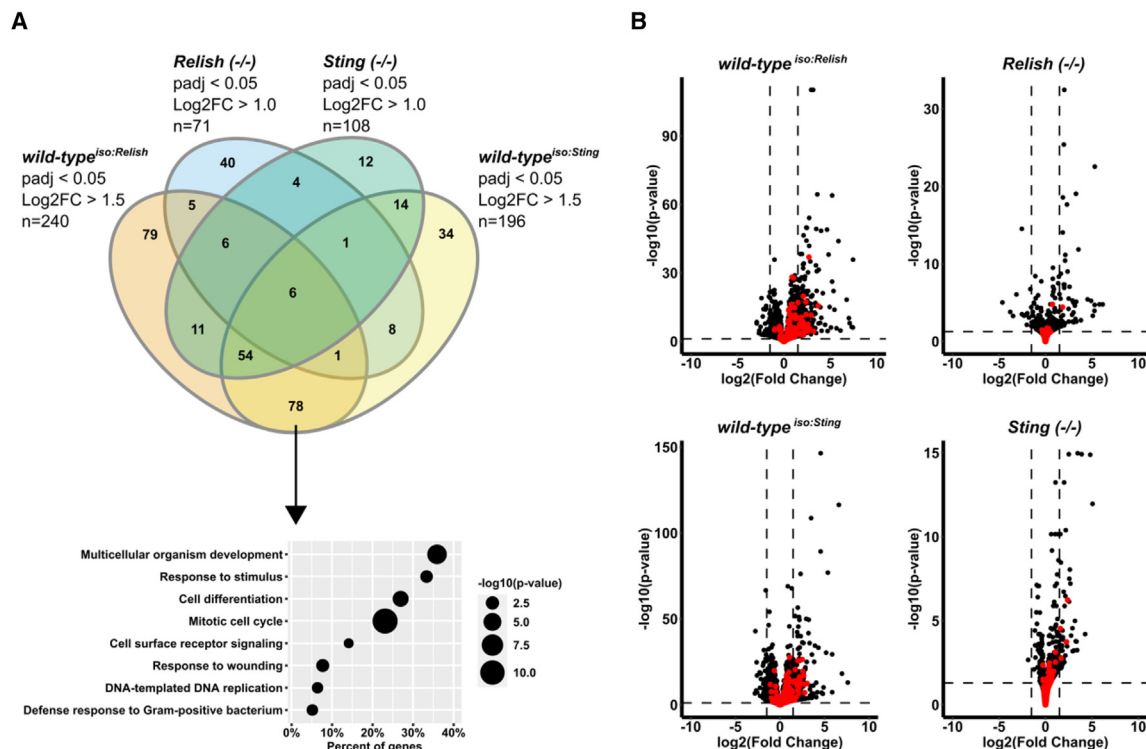 A
Relish (-/-)
padj < 0.05
Log2FC > 1.0
n=71
Sting (-/-)
padj < 0.05
Log2FC > 1.0
n=108
wild-type iso:Relish
padj < 0.05
Log2FC > 1.5
n=240
wild-type iso:Sting
padj < 0.05
Log2FC > 1.5
n=196
40
12
4
5
14
79
6
1
34
6
11
8
54
1
78
Multicellular organism development
Response to stimulus
Cell differentiation
Mitotic cell cycle
Cell surface receptor signaling
Response to wounding
DNA-templated DNA replication
Defense response to Gram-positive bacterium
0% 10% 20% 30% 40%
Percent of genes
-log10(p-value)
2.5
5.0
7.5
10.0
B
wild-type iso:Relish
-log10(p-value)
90
60
30
0
-10 -5 0 5 10
log2(Fold Change)
Relish (-/-)
-log10(p-value)
30
20
10
0
-10 -5 0 5 10
log2(Fold Change)
wild-type iso:Sting
-log10(p-value)
150
100
50
0
-10 -5 0 5 10
log2(Fold Change)
Sting (-/-)
-log10(p-value)
15
10
5
0
-10 -5 0 5 10
log2(Fold Change)